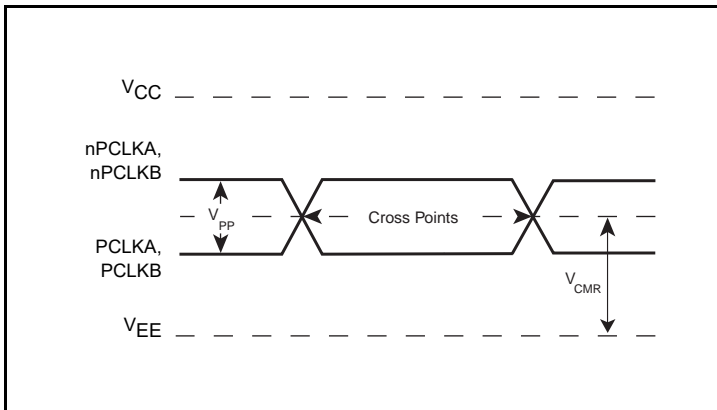 VCC
nPCLKA,
nPCLKB
VPP
Cross Points
PCLKA,
PCLKB
VCMR
VEE